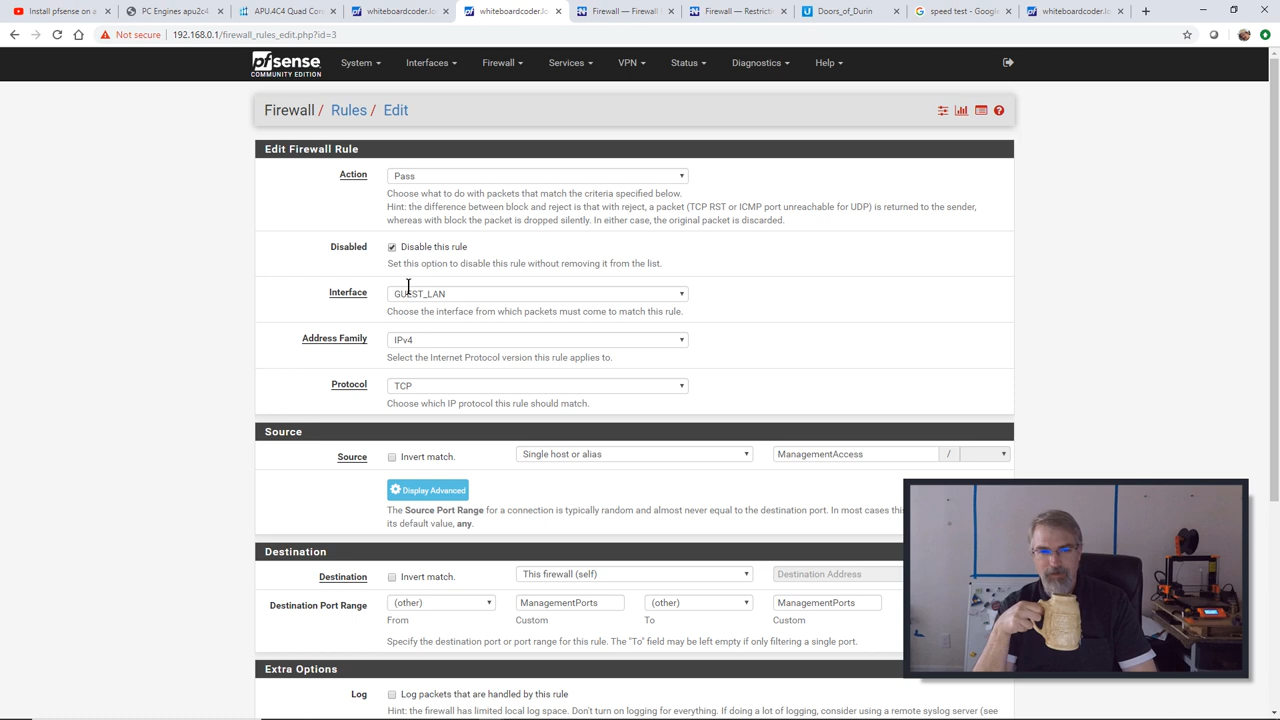 Install pfsense on a
PC Engines apu2c4
APU.4C4 Quad Cor
whiteboardcoder.lo
whiteboardcoder.lo
Firewall — Firewall
Firewall — Restrictin
Doors_of_Durin
speed test - Google
whiteboardcoder.lo
Not secure
192.168.0.1/firewall_rules_edit.php?id=3
pfsense
COMMUNITY EDITION
System
Interfaces
Firewall
Services
VPN
Status
Diagnostics
Help
Firewall / Rules / Edit
Edit Firewall Rule
Action
Pass
Choose what to do with packets that match the criteria specified below.
Hint: the difference between block and reject is that with reject, a packet (TCP RST or ICMP port unreachable for UDP) is returned to the sender,
whereas with block the packet is dropped silently. In either case, the original packet is discarded.
Disabled
Disable this rule
Set this option to disable this rule without removing it from the list.
Interface
GUEST_LAN
Choose the interface from which packets must come to match this rule.
Address Family
IPv4
Select the Internet Protocol version this rule applies to.
Protocol
TCP
Choose which IP protocol this rule should match.
Source
Source
Invert match.
Single host or alias
ManagementAccess
/
Display Advanced
The Source Port Range for a connection is typically random and almost never equal to the destination port. In most cases this
its default value, any.
Destination
Destination
Invert match.
This firewall (self)
Destination Address
Destination Port Range
(other)
ManagementPorts
(other)
ManagementPorts
From
Custom
To
Custom
Specify the destination port or port range for this rule. The "To" field may be left empty if only filtering a single port.
Extra Options
Log
Log packets that are handled by this rule
Hint: the firewall has limited local log space. Don't turn on logging for everything. If doing a lot of logging, consider using a remote syslog server (see